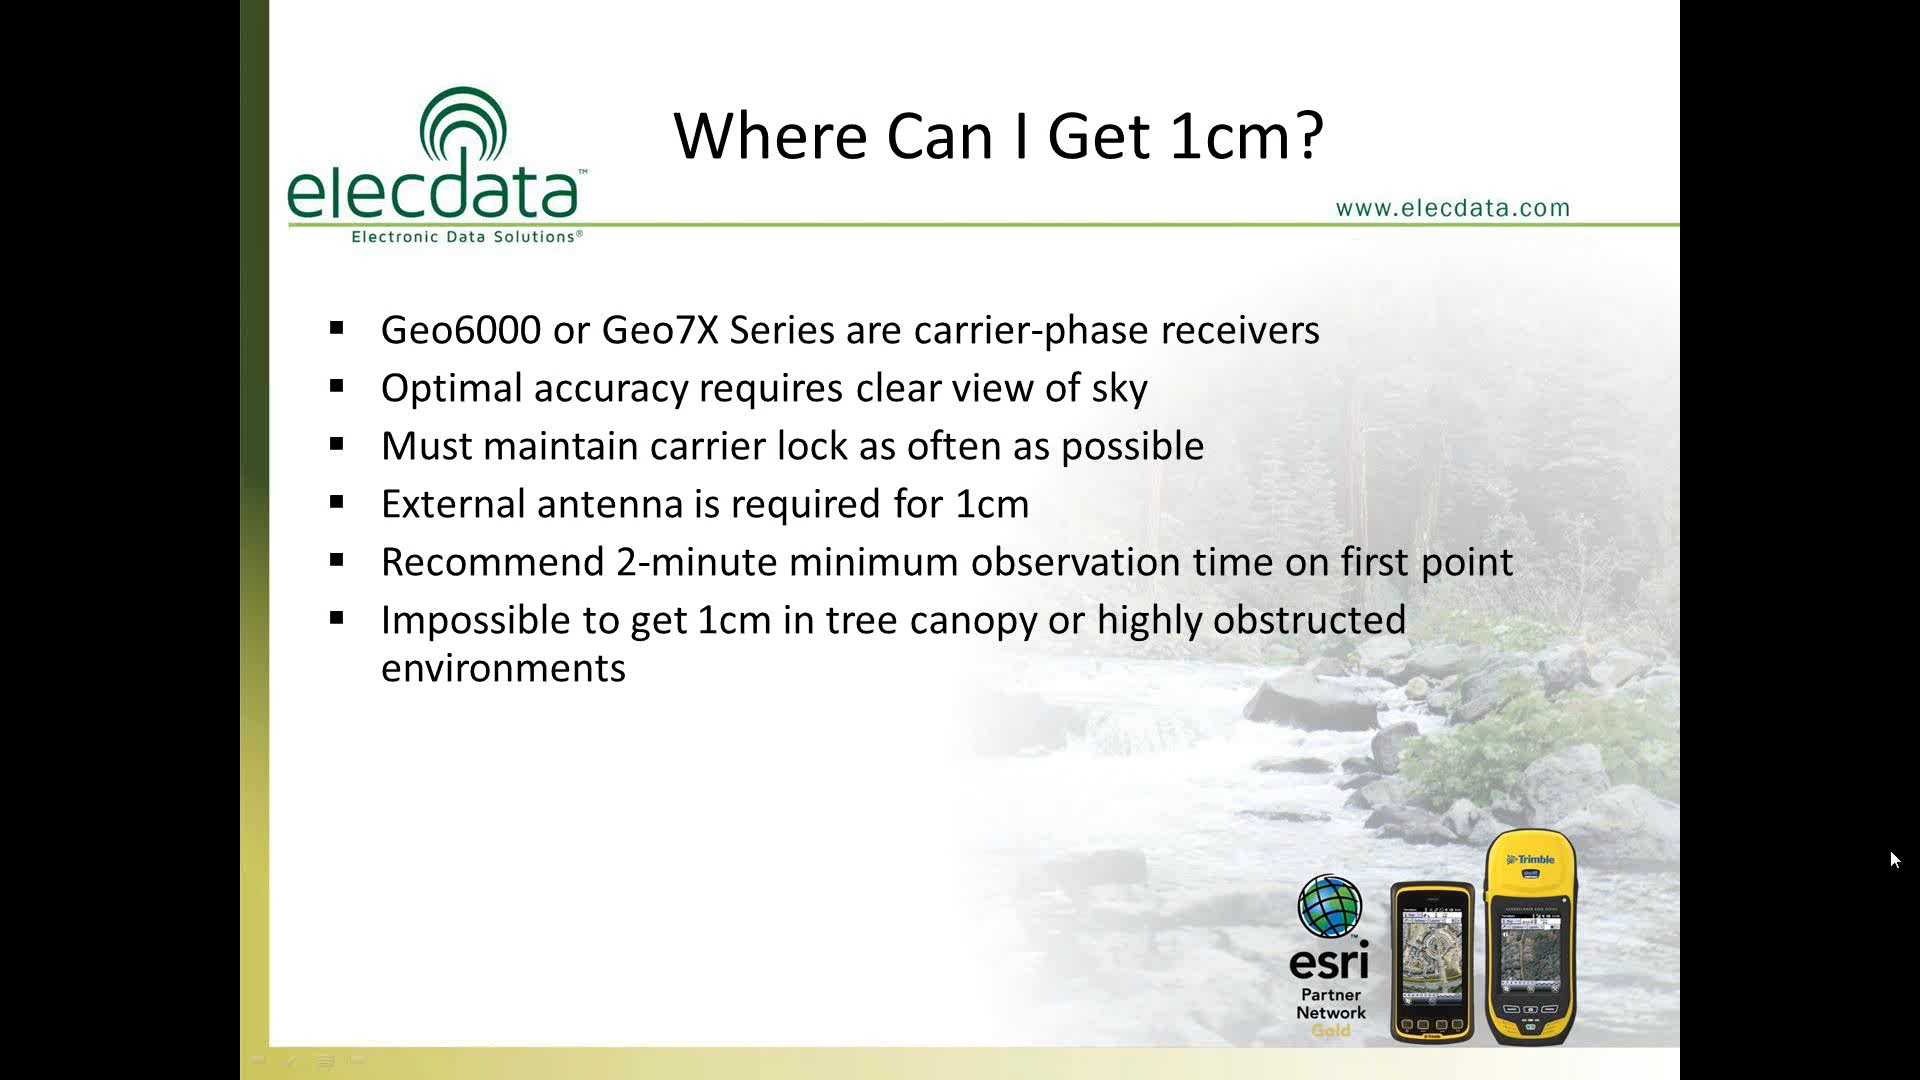 Where Can I Get 1cm?
elecdata™
www.elecdata.com
Electronic Data Solutions®
▪ Geo6000 or Geo7X Series are carrier-phase receivers
▪ Optimal accuracy requires clear view of sky
▪ Must maintain carrier lock as often as possible
▪ External antenna is required for 1cm
▪ Recommend 2-minute minimum observation time on first point
▪ Impossible to get 1cm in tree canopy or highly obstructed
environments
Trimble
esri
Partner
Network
Gold